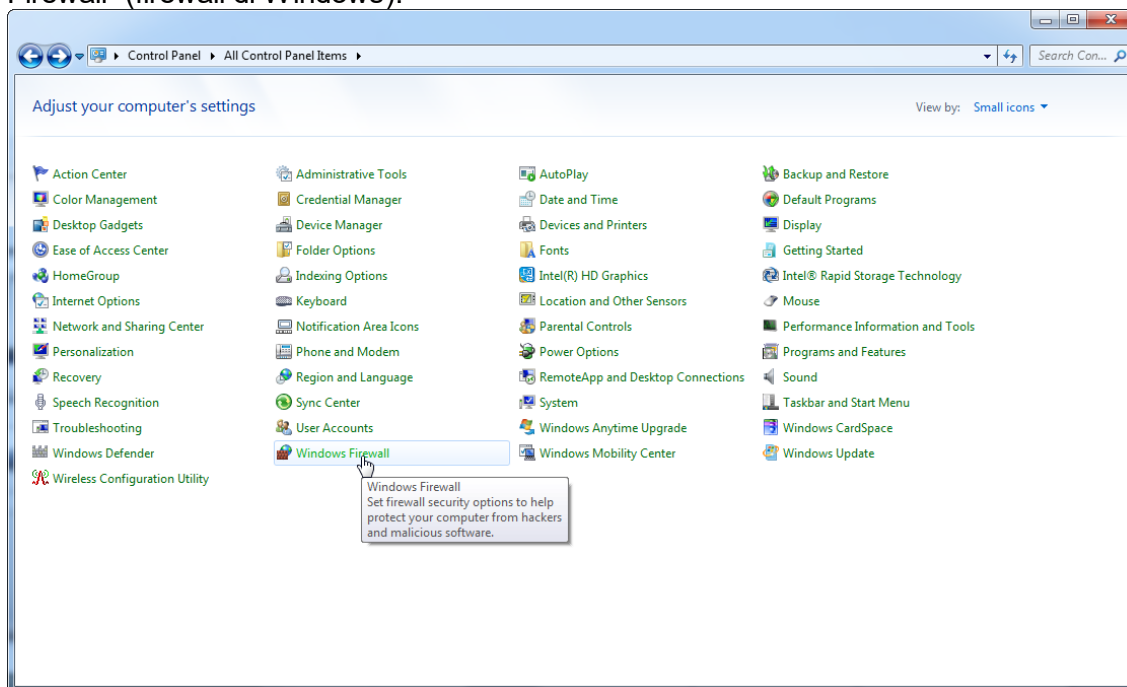 Firewall" (firewall di Windows).
Control Panel All Control Panel Items
Search Con...
Adjust your computer's settings
View by: Small icons
Action Center Administrative Tools AutoPlay Backup and Restore
Color Management Credential Manager Date and Time Default Programs
Desktop Gadgets Device Manager Devices and Printers Display
Ease of Access Center Folder Options Fonts Getting Started
HomeGroup Indexing Options Intel(R) HD Graphics Intel® Rapid Storage Technology
Internet Options Keyboard Location and Other Sensors Mouse
Network and Sharing Center Notification Area Icons Parental Controls Performance Information and Tools
Personalization Phone and Modem Power Options Programs and Features
Recovery Region and Language RemoteApp and Desktop Connections Sound
Speech Recognition Sync Center System Taskbar and Start Menu
Troubleshooting User Accounts Windows Anytime Upgrade Windows CardSpace
Windows Defender Windows Firewall Windows Mobility Center Windows Update
Wireless Configuration Utility
Windows Firewall
Set firewall security options to help
protect your computer from hackers
and malicious software.